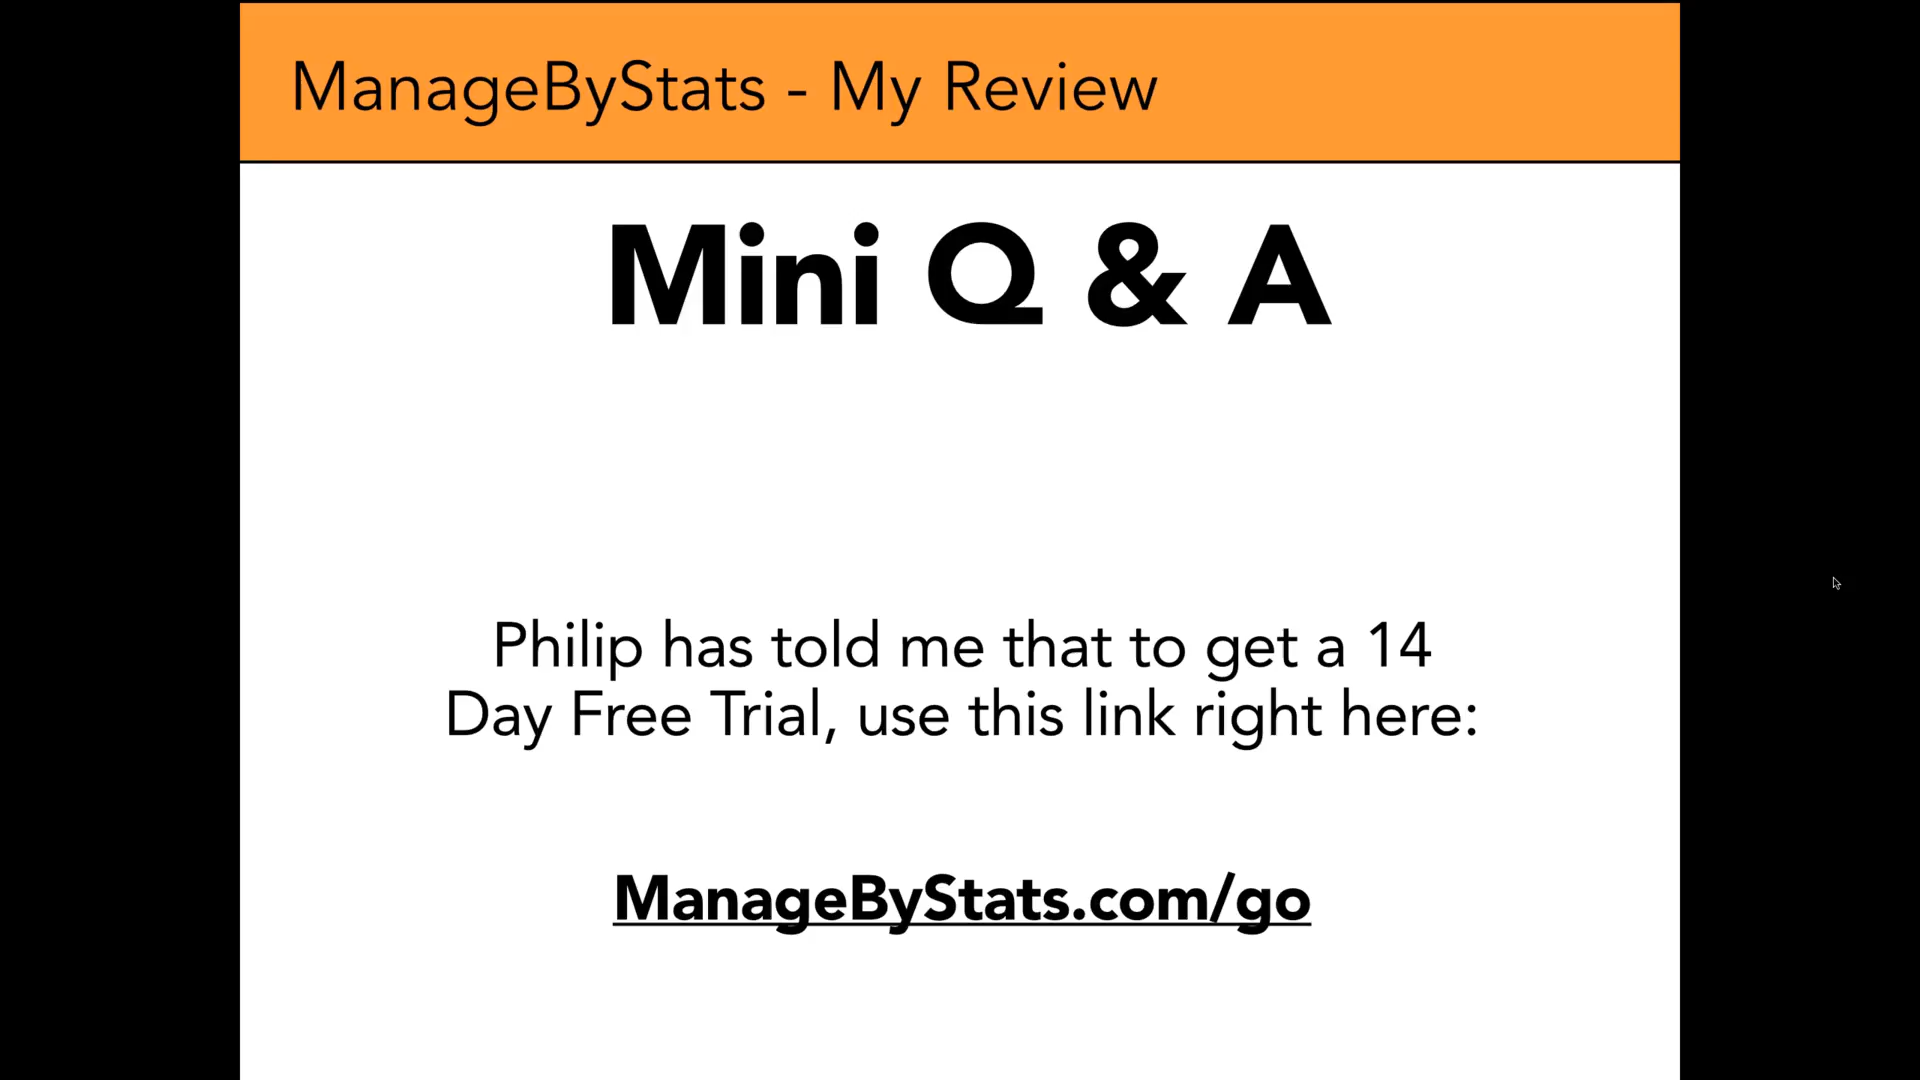 ManageByStats - My Review
Mini Q & A
Philip has told me that to get a 14
Day Free Trial, use this link right here:
ManageByStats.com/go